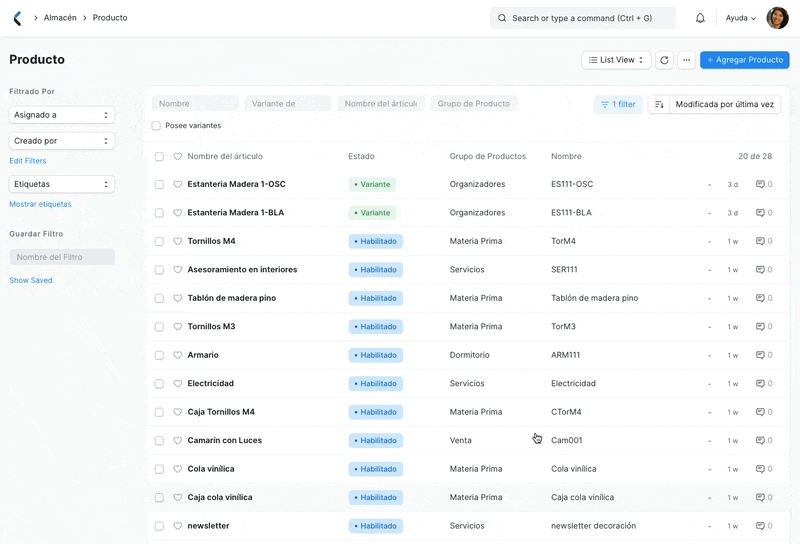 Almacén
Producto
Search or type a command (Ctrl + G)
Ayuda
Producto
List View
···
+ Agregar Producto
Filtrado Por
Asignado a
Creado por
Edit Filters
Etiquetas
Mostrar etiquetas
Guardar Filtro
Nombre del Filtro
Show Saved
Nombre
Variante de
Nombre del artícul
Grupo de Producto
1 filter
Modificada por última vez
Posee variantes
Nombre del árticulo Estado Grupo de Productos Nombre 20 de 28
Estanteria Madera 1-OSC • Variante Organizadores ES111-OSC - 3 d 0
Estanteria Madera 1-BLA • Variante Organizadores ES111-BLA - 3 d 0
Tornillos M4 • Habilitado Materia Prima TorM4 - 1 w 0
Asesoramiento en interiores • Habilitado Servicios SER111 - 1 w 0
Tablón de madera pino • Habilitado Materia Prima Tablón de madera pino - 1 w 0
Tornillos M3 • Habilitado Materia Prima TorM3 - 1 w 0
Armario • Habilitado Dormitorio ARM111 - 1 w 0
Electricidad • Habilitado Servicios Electricidad - 1 w 0
Caja Tornillos M4 • Habilitado Materia Prima CTorM4 - 1 w 0
Camarín con Luces • Habilitado Venta Cam001 - 1 w 0
Cola vinílica • Habilitado Materia Prima Cola vinílica - 1 w 0
Caja cola vinílica • Habilitado Materia Prima Caja cola vinílica - 1 w 0
newsletter • Habilitado Servicios newsletter decoración - 1 w 0